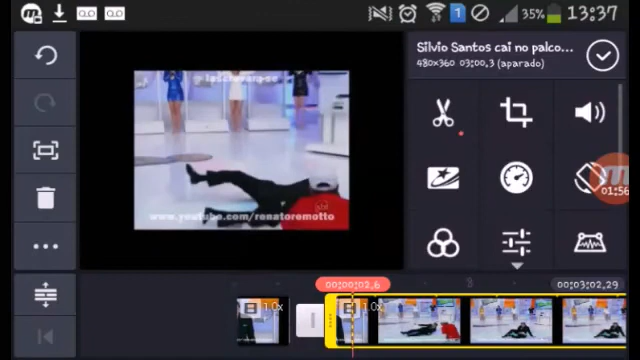 35% 13:37
Silvio Santos cai no palco...
480x360 03:00,3 (aparado)
www.youtube.com/renatoremotto
01:56
00:00:02,6
00:03:02,29
1.0x 1.0x